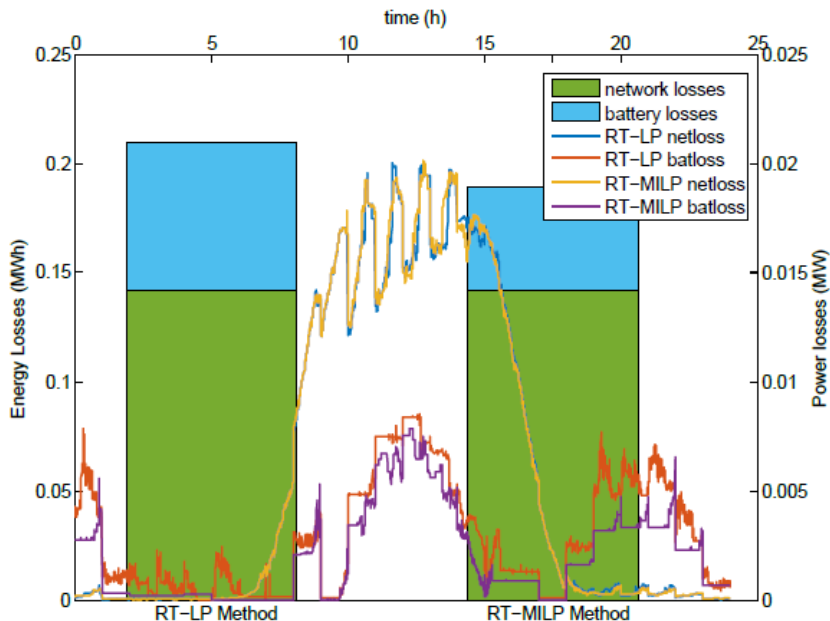 time (h)
0 5 10 15 20 25
0.25 0.025
network losses
battery losses
RT-LP netloss
RT-LP batloss
RT-MILP netloss
RT-MILP batloss
0.2 0.02
0.15 0.015
0.1 0.01
0.05 0.005
0 0
Energy Losses (MWh)
Power losses (MW)
RT-LP Method RT-MILP Method